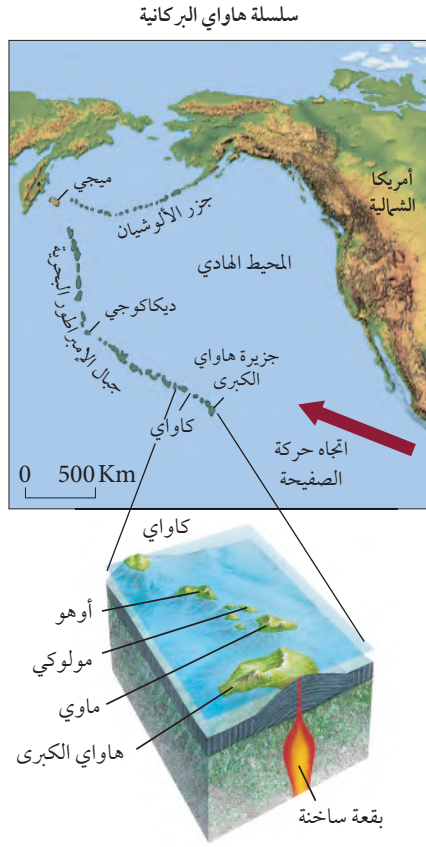 سلسلة هاواي البركانية
أمريكا
الشمالية
ميجي
جزر الألوشيان
المحيط الهادي
جبال الإمبراطور البحرية
ديكاكوجي
جزيرة هاواي
الكبرى
كاواي
اتجاه حركة
الصفيحة
0 500 Km
كاواي
أوهو
مولوكي
ماوي
هاواي الكبرى
بقعة ساخنة